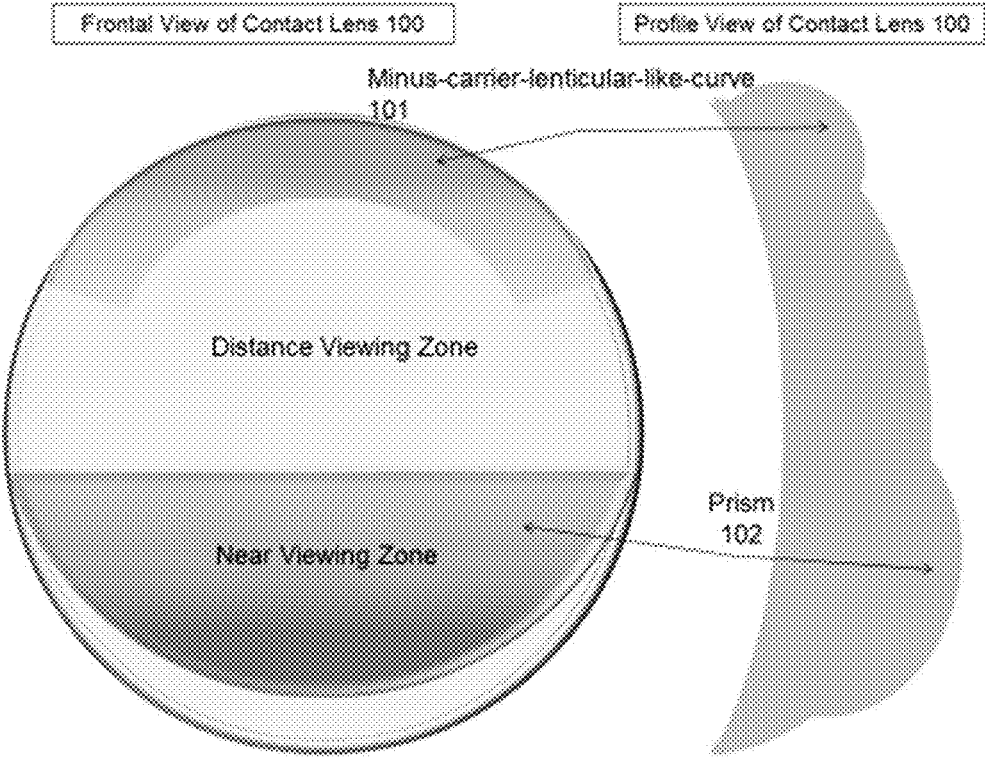 Frontal View of Contact Lens 100
Profile View of Contact Lens 100
Minus-carrier-lenticular-like-curve
101
Distance Viewing Zone
Prism
102
Near Viewing Zone